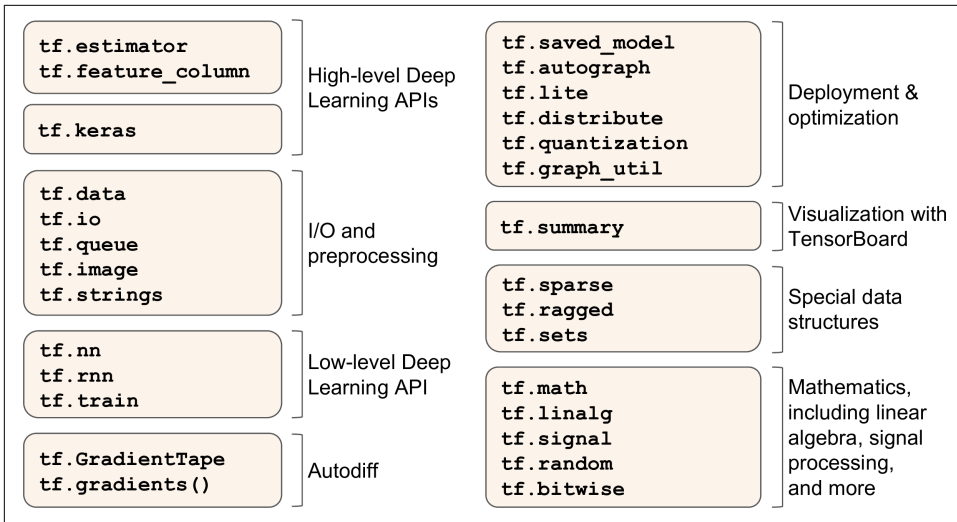 tf.estimator
tf.feature_column
tf.keras
High-level Deep
Learning APIs
tf.data
tf.io
tf.queue
tf.image
tf.strings
I/O and
preprocessing
tf.nn
tf.rnn
tf.train
Low-level Deep
Learning API
tf.GradientTape
tf.gradients()
Autodiff
tf.saved_model
tf.autograph
tf.lite
tf.distribute
tf.quantization
tf.graph_util
Deployment &
optimization
tf.summary
Visualization with
TensorBoard
tf.sparse
tf.ragged
tf.sets
Special data
structures
tf.math
tf.linalg
tf.signal
tf.random
tf.bitwise
Mathematics,
including linear
algebra, signal
processing,
and more